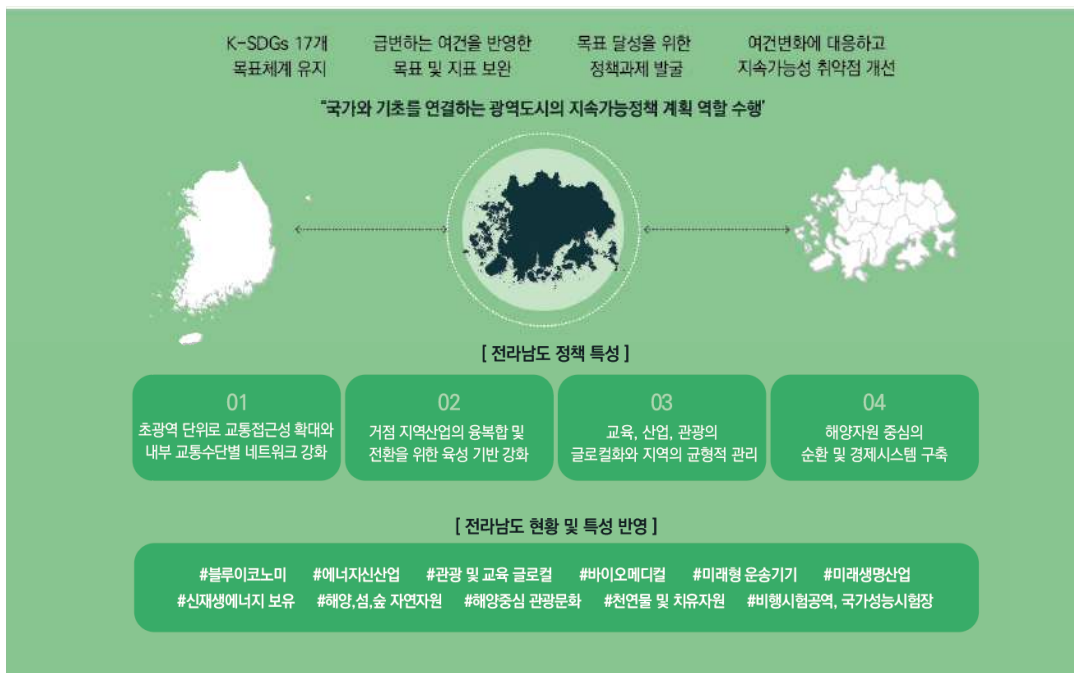 K-SDGs 17개
목표체계 유지
급변하는 여건을 반영한
목표 및 지표 보완
목표 달성을 위한
정책과제 발굴
여건변화에 대응하고
지속가능성 취약점 개선
“국가와 기초를 연결하는 광역도시의 지속가능정책 계획 역할 수행’
[ 전라남도 정책 특성 ]
01
초광역 단위로 교통접근성 확대와
내부 교통수단별 네트워크 강화
02
거점 지역산업의 융복합 및
전환을 위한 육성 기반 강화
03
교육, 산업, 관광의
글로컬화와 지역의 균형적 관리
04
해양자원 중심의
순환 및 경제시스템 구축
[ 전라남도 현황 및 특성 반영 ]
#블루이코노미 #에너지신산업 #관광 및 교육 글로컬 #바이오메디컬 #미래형 운송기기 #미래생명산업
#신재생에너지 보유 #해양,섬,숲 자연자원 #해양중심 관광문화 #천연물 및 치유자원 #비행시험공역, 국가성능시험장